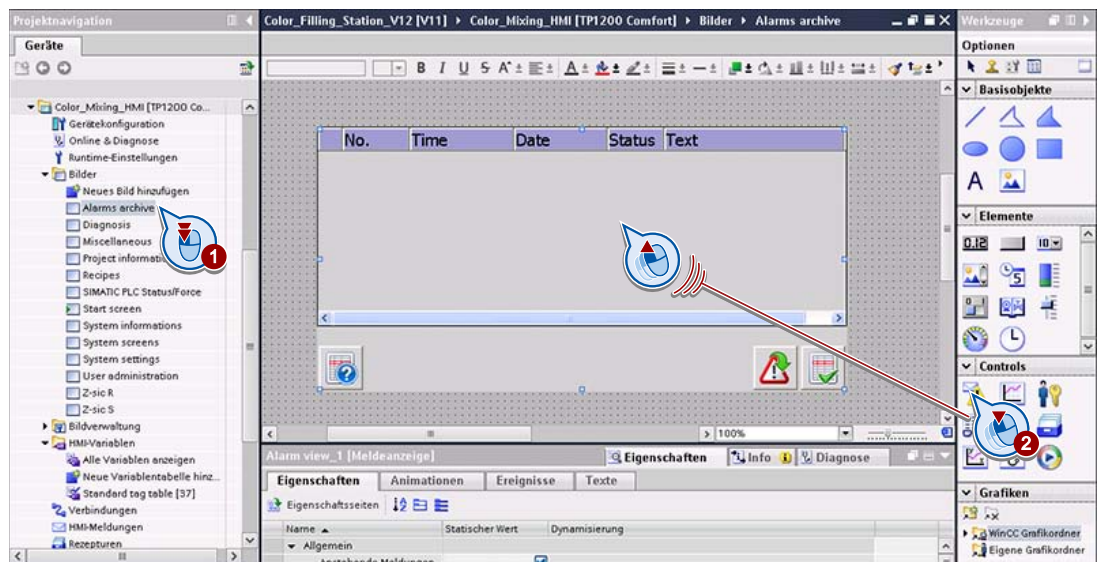 Projektnavigation
Geräte
Color_Mixing_HMI [TP1200 Co...
Gerätekonfiguration
Online & Diagnose
Runtime-Einstellungen
Bilder
Neues Bild hinzufügen
Alarms archive
Diagnosis
Miscellaneous
Project informati
Recipes
SIMATIC PLC Status/Force
Start screen
System informations
System screens
System settings
User administration
Z-sic R
Z-sic S
Bildverwaltung
HMI-Variablen
Alle Variablen anzeigen
Neue Variablentabelle hinz...
Standard tag table [37]
Verbindungen
HMI-Meldungen
Rezepturen
1
Color_Filling_Station_V12 [V11] ▸ Color_Mixing_HMI [TP1200 Comfort] ▸ Bilder ▸ Alarms archive
B I U S A
No. Time Date Status Text
100%
Alarm view_1 [Meldeanzeige]
Eigenschaften Info Diagnose
Eigenschaften Animationen Ereignisse Texte
Eigenschaftsseiten
Name Statischer Wert Dynamisierung
Allgemein
Anstehende Meldungen
Werkzeuge
Optionen
Basisobjekte
A
Elemente
0.12
10
5
Controls
2
Grafiken
WinCC Grafikordner
Eigene Grafikordner